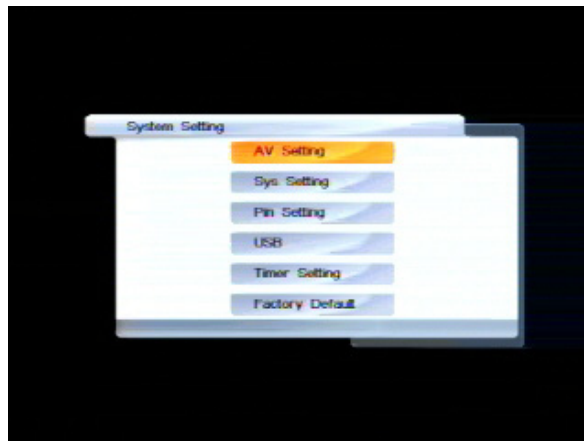 System Setting
AV Setting
Sys Setting
Pin Setting
USB
Timer Setting
Factory Default